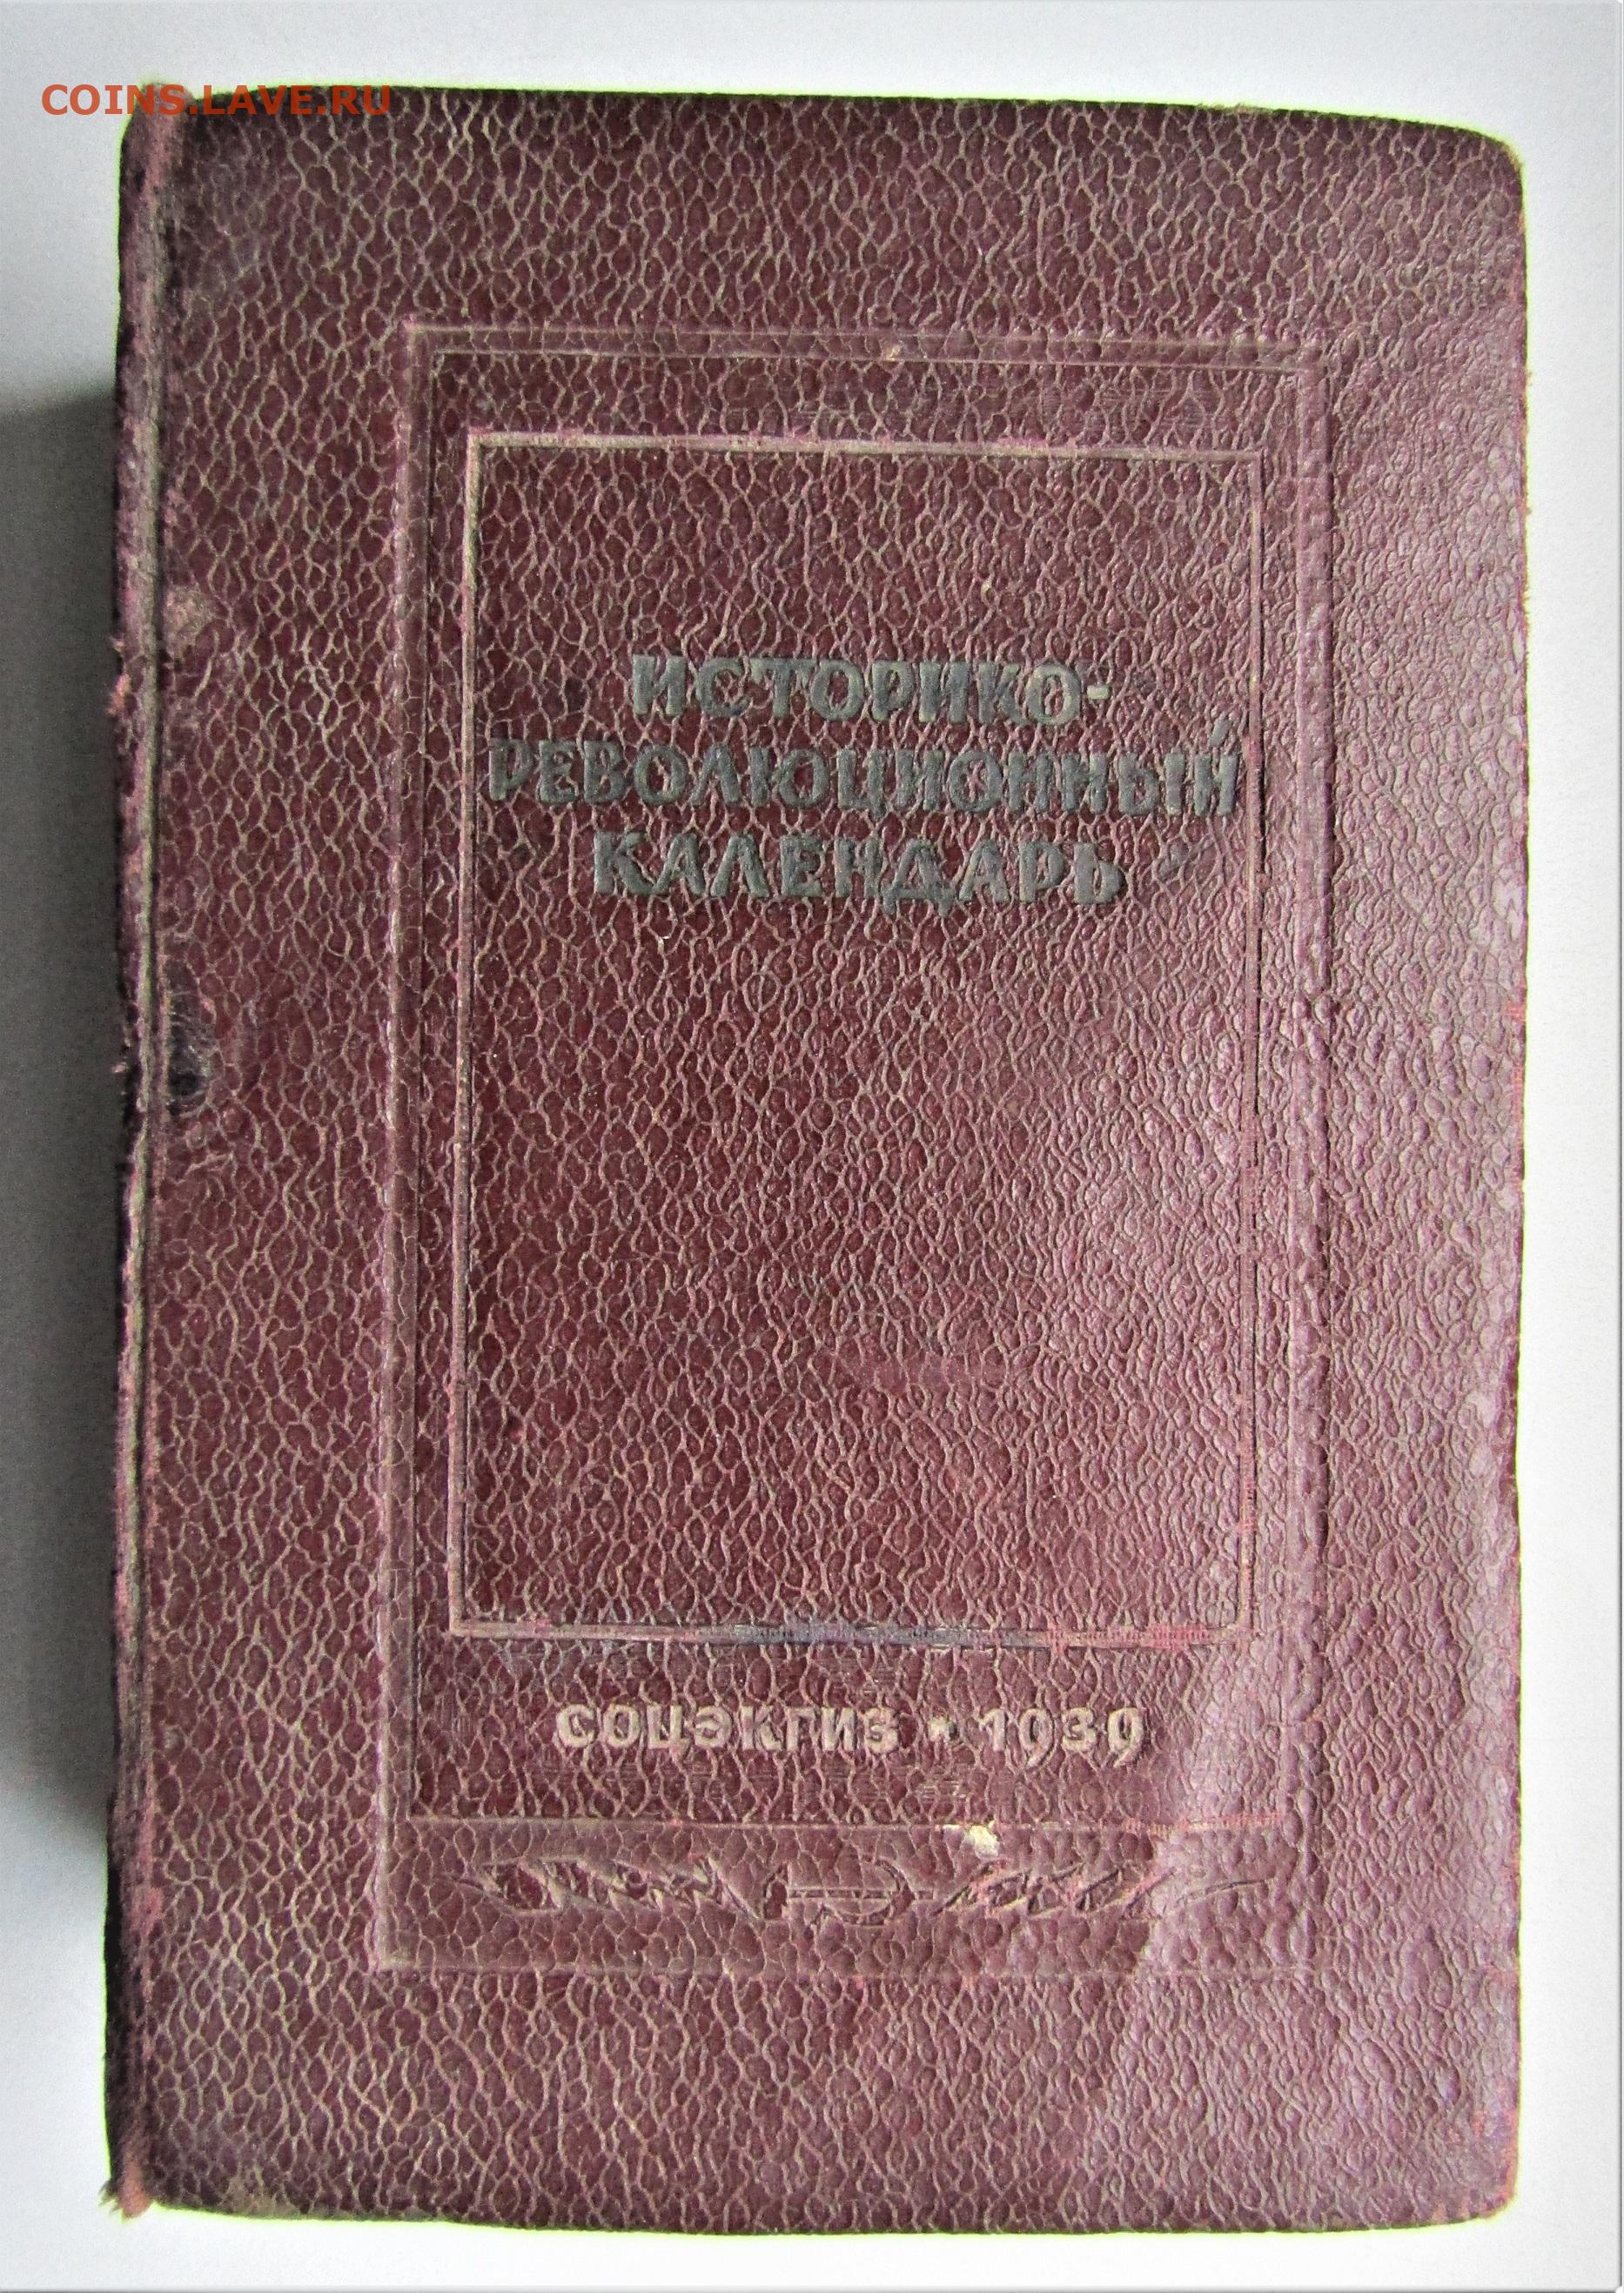 COINS.LAVE.RU
ИСТОРИКО-
РЕВОЛЮЦИОННЫЙ
КАЛЕНДАРЬ
СОЦЭКГИЗ • 1939